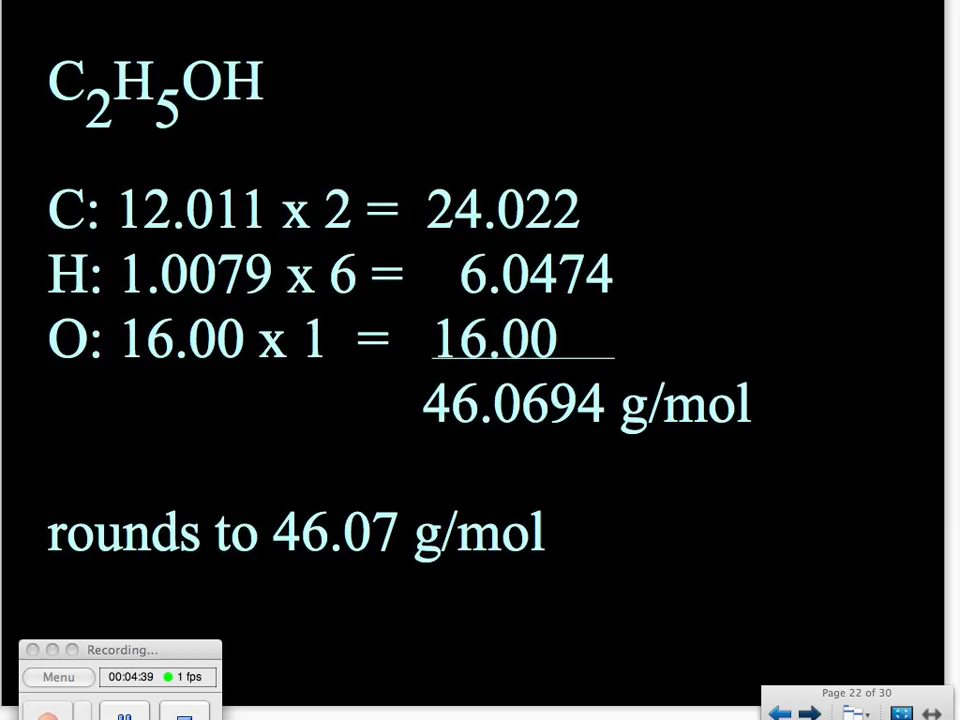 C2H5OH
C: 12.011 x 2 = 24.022
H: 1.0079 x 6 = 6.0474
O: 16.00 x 1 = 16.00
46.0694 g/mol
rounds to 46.07 g/mol
Recording...
Menu 00:04:39 1 fps
Page 22 of 30